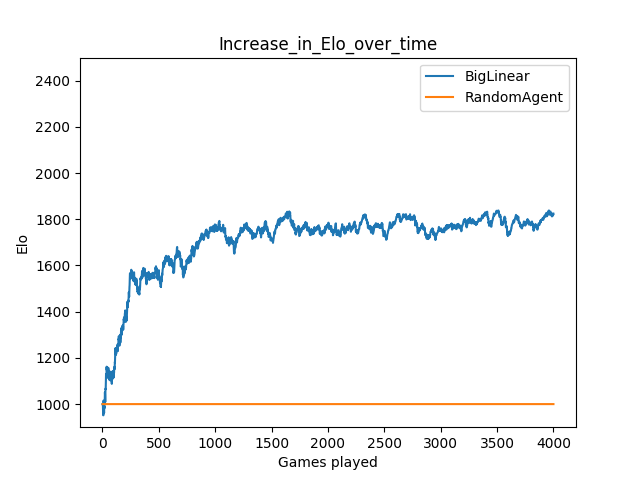 Increase_in_Elo_over_time
BigLinear
RandomAgent
2400
2200
2000
1800
1600
1400
1200
1000
Elo
0 500 1000 1500 2000 2500 3000 3500 4000
Games played